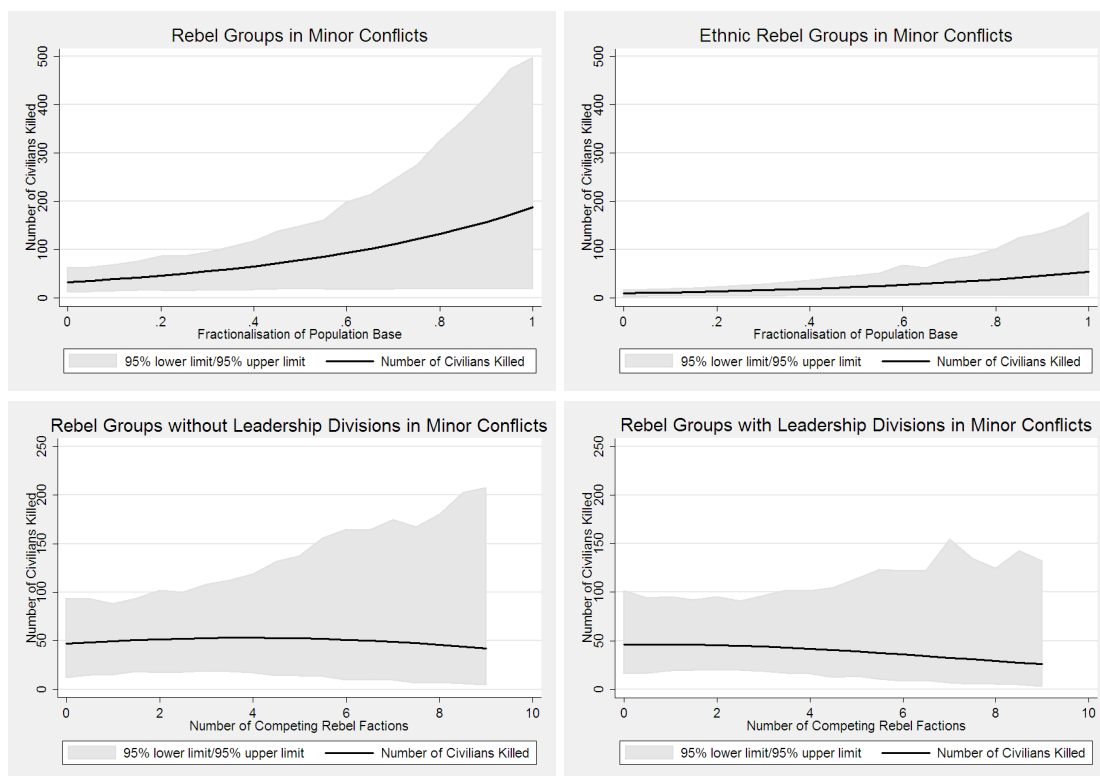 Rebel Groups in Minor Conflicts
Number of Civilians Killed
500
400
300
200
100
0
0 .2 .4 .6 .8 1
Fractionalisation of Population Base
95% lower limit/95% upper limit Number of Civilians Killed
Ethnic Rebel Groups in Minor Conflicts
Number of Civilians Killed
500
400
300
200
100
0
0 .2 .4 .6 .8 1
Fractionalisation of Population Base
95% lower limit/95% upper limit Number of Civilians Killed
Rebel Groups without Leadership Divisions in Minor Conflicts
Number of Civilians Killed
250
200
150
100
50
0
0 2 4 6 8 10
Number of Competing Rebel Factions
95% lower limit/95% upper limit Number of Civilians Killed
Rebel Groups with Leadership Divisions in Minor Conflicts
Number of Civilians Killed
250
200
150
100
50
0
0 2 4 6 8 10
Number of Competing Rebel Factions
95% lower limit/95% upper limit Number of Civilians Killed